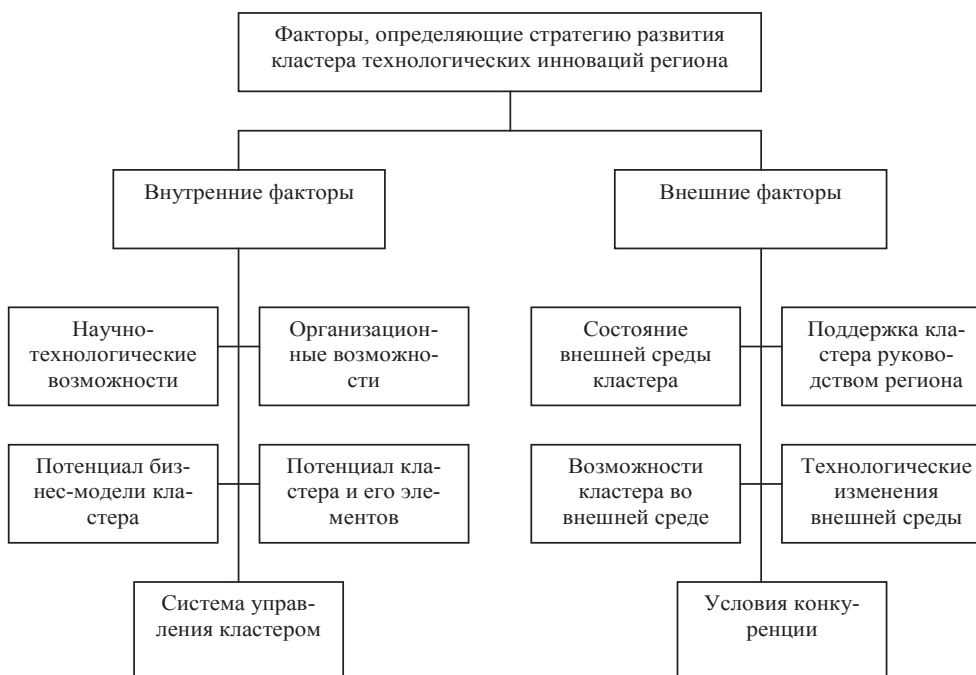 Факторы, определяющие стратегию развития
кластера технологических инноваций региона
Внутренние факторы
Внешние факторы
Научно-
технологические
возможности
Организацион-
ные возможно-
сти
Состояние
внешней среды
кластера
Поддержка кла-
стера руковод-
ством региона
Потенциал биз-
нес-модели кла-
стера
Потенциал кла-
стера и его эле-
ментов
Возможности
кластера во
внешней среде
Технологические
изменения
внешней среды
Система управ-
ления кластером
Условия конку-
ренции